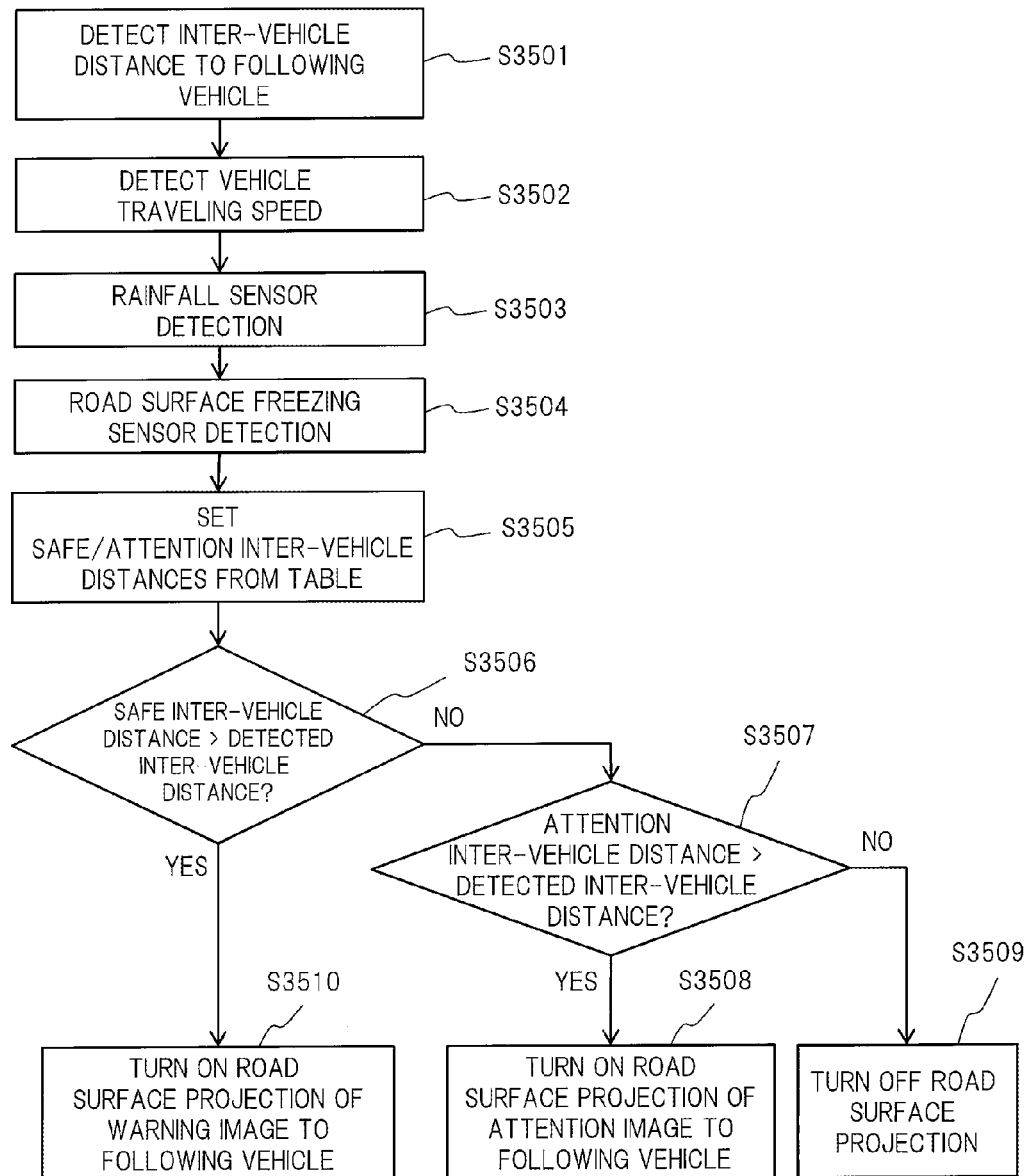 DETECT INTER-VEHICLE
DISTANCE TO FOLLOWING
VEHICLE
S3501
DETECT VEHICLE
TRAVELING SPEED
S3502
RAINFALL SENSOR
DETECTION
S3503
ROAD SURFACE FREEZING
SENSOR DETECTION
S3504
SET
SAFE/ATTENTION INTER-VEHICLE
DISTANCES FROM TABLE
S3505
S3506
SAFE INTER-VEHICLE
DISTANCE > DETECTED
INTER-VEHICLE
DISTANCE?
NO
YES
S3507
ATTENTION
INTER-VEHICLE DISTANCE >
DETECTED INTER-VEHICLE
DISTANCE?
NO
YES
S3510
TURN ON ROAD
SURFACE PROJECTION OF
WARNING IMAGE TO
FOLLOWING VEHICLE
S3508
TURN ON ROAD
SURFACE PROJECTION OF
ATTENTION IMAGE TO
FOLLOWING VEHICLE
S3509
TURN OFF ROAD
SURFACE
PROJECTION